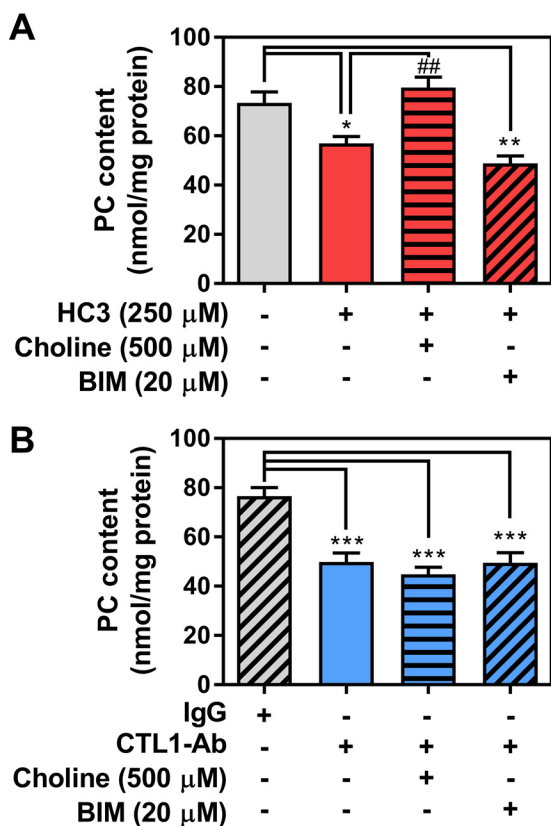 A
PC content
(nmol/mg protein)
100
80
60
40
20
0
*
##
**
HC3 (250 μM) - + + +
Choline (500 μM) - - + -
BIM (20 μM) - - - +
B
PC content
(nmol/mg protein)
100
80
60
40
20
0
***
***
***
IgG + - - -
CTL1-Ab - + + +
Choline (500 μM) - - + -
BIM (20 μM) - - - +